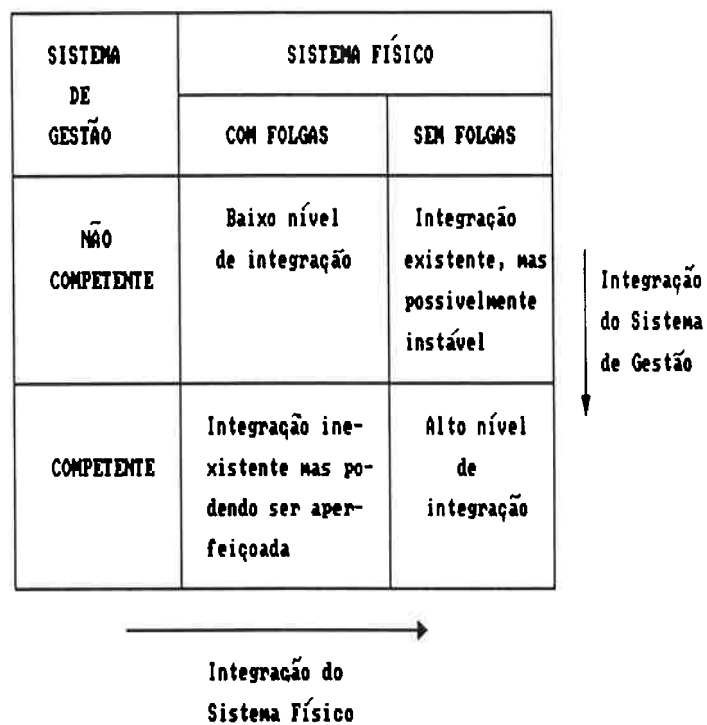 SISTEMA
DE
GESTÃO
SISTEMA FÍSICO
COM FOLGAS
SEM FOLGAS
NÃO
COMPETENTE
Baixo nível
de integração
Integração
existente, mas
possivelmente
instável
COMPETENTE
Integração ine-
xistente mas po-
dendo ser aper-
feiçoada
Alto nível
de
integração
Integração
do Sistema
de Gestão
Integração do
Sistema Físico